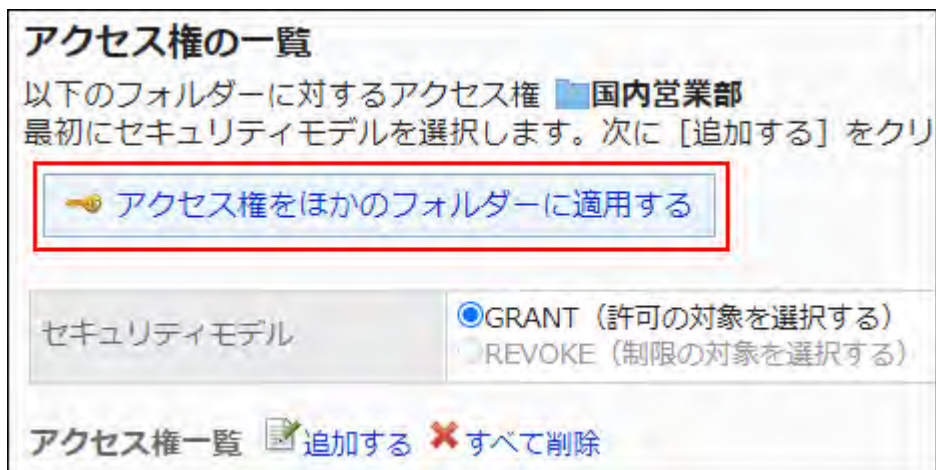 アクセス権の一覧
以下のフォルダーに対するアクセス権 国内営業部
最初にセキュリティモデルを選択します。次に [追加する] をクリ
アクセス権をほかのフォルダーに適用する
セキュリティモデル
GRANT（許可の対象を選択する）
REVOKE（制限の対象を選択する）
アクセス権一覧 追加する すべて削除